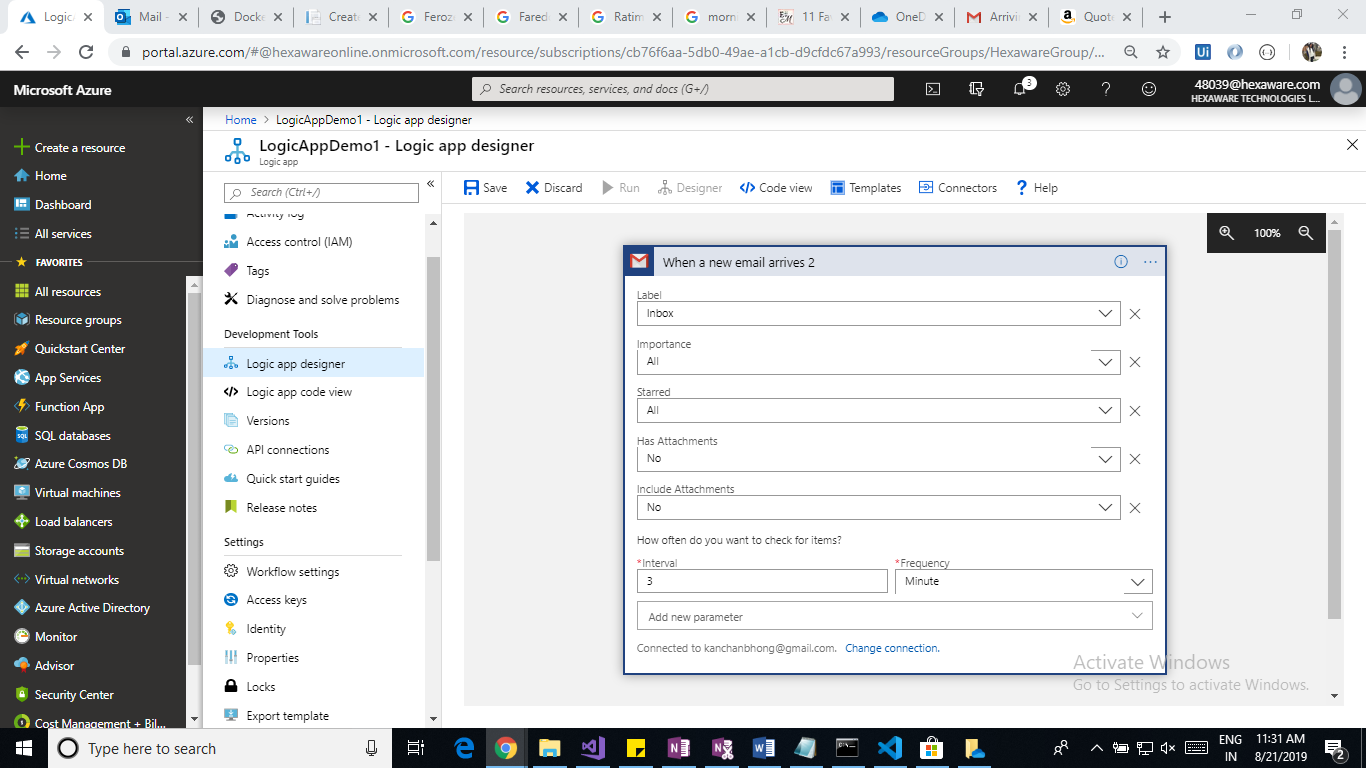 Logic
Mail -
Docke
Create
Feroze
Farede
Ratim
morn
11 Fa
OneD
Arrivin
Quot
portal.azure.com/#@hexawareonline.onmicrosoft.com/resource/subscriptions/cb76f6aa-5db0-49ae-a1cb-d9cfdc67a993/resourceGroups/HexawareGroup/...
Microsoft Azure
Search resources, services, and docs (G+/)
3
48039@hexaware.com
HEXAWARE TECHNOLOGIES L...
Home > LogicAppDemo1 - Logic app designer
LogicAppDemo1 - Logic app designer
Logic app
Create a resource
Home
Dashboard
All services
FAVORITES
All resources
Resource groups
Quickstart Center
App Services
Function App
SQL databases
Azure Cosmos DB
Virtual machines
Load balancers
Storage accounts
Virtual networks
Azure Active Directory
Monitor
Advisor
Security Center
Cost Management + Bil...
Search (Ctrl+/)
Activity log
Access control (IAM)
Tags
Diagnose and solve problems
Development Tools
Logic app designer
Logic app code view
Versions
API connections
Quick start guides
Release notes
Settings
Workflow settings
Access keys
Identity
Properties
Locks
Export template
Save
Discard
Run
Designer
Code view
Templates
Connectors
Help
100%
When a new email arrives 2
Label
Inbox
Importance
All
Starred
All
Has Attachments
No
Include Attachments
No
How often do you want to check for items?
*Interval
3
*Frequency
Minute
Add new parameter
Connected to kanchanbhong@gmail.com. Change connection.
Activate Windows
Go to Settings to activate Windows.
Type here to search
ENG
IN
11:31 AM
8/21/2019
2